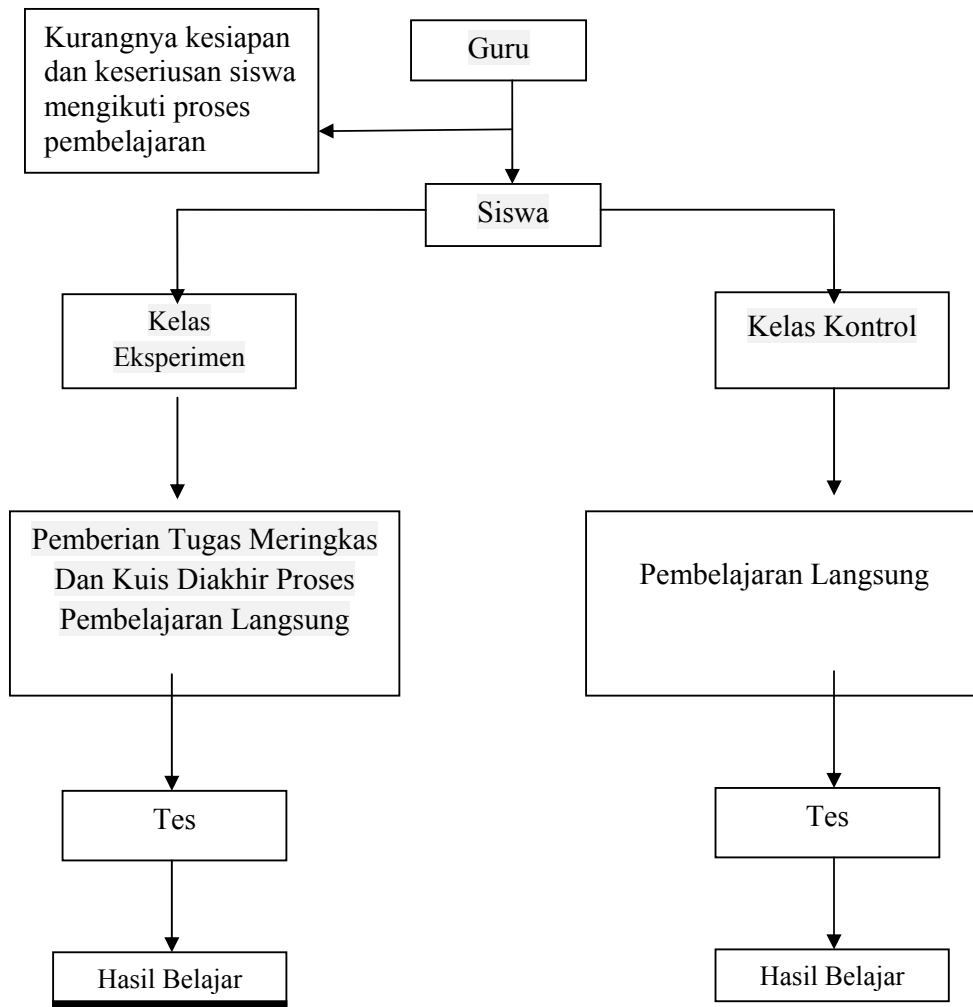 Kurangnya kesiapan
dan keseriusan siswa
mengikuti proses
pembelajaran
Guru
Siswa
Kelas
Eksperimen
Kelas Kontrol
Pemberian Tugas Meringkas
Dan Kuis Diakhir Proses
Pembelajaran Langsung
Pembelajaran Langsung
Tes
Tes
Hasil Belajar
Hasil Belajar